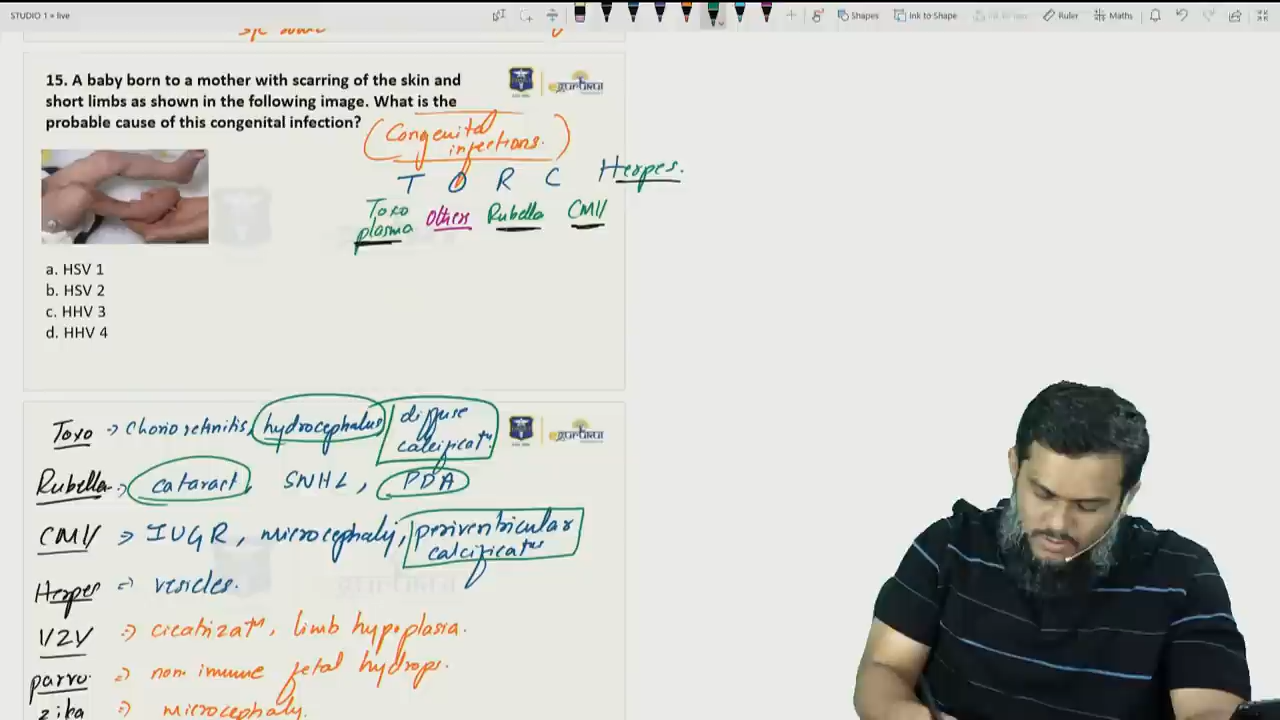 STUDIO 1 • live
Shapes
Ink to Shape
Ruler
Maths
15. A baby born to a mother with scarring of the skin and
short limbs as shown in the following image. What is the
probable cause of this congenital infection?
Congenital
infections.
T O R C Herpes.
Toxo
plasma
Others
Rubella
CMV
a. HSV 1
b. HSV 2
c. HHV 3
d. HHV 4
Toxo → chorioretinitis, hydrocephalus
diffuse
calcificatⁿ.
Rubella → cataract, SNHL, PDA
CMV → IUGR, microcephaly, periventricular
calcificatⁿ
Herpes → vesicles.
VZV → cicatrizatⁿ, limb hypoplasia.
parvo. → non-immune fetal hydrops.
zika → microcephaly.